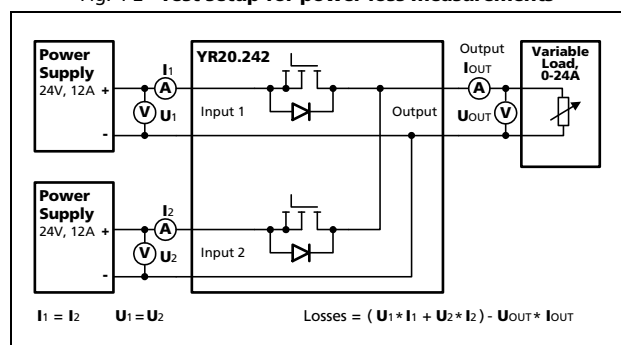 Fig. Test setup for power loss measurements
Power Supply
24V, 12A
+
-
I1
A
V
U1
YR20.242
Input 1
Output
Output
IOUT
A
UOUT
V
Variable Load, 0-24A
Power Supply
24V, 12A
+
-
I2
A
V
U2
Input 2
I1 = I2 U1 = U2 Losses = ( U1 * I1 + U2 * I2 ) - UOUT * IOUT